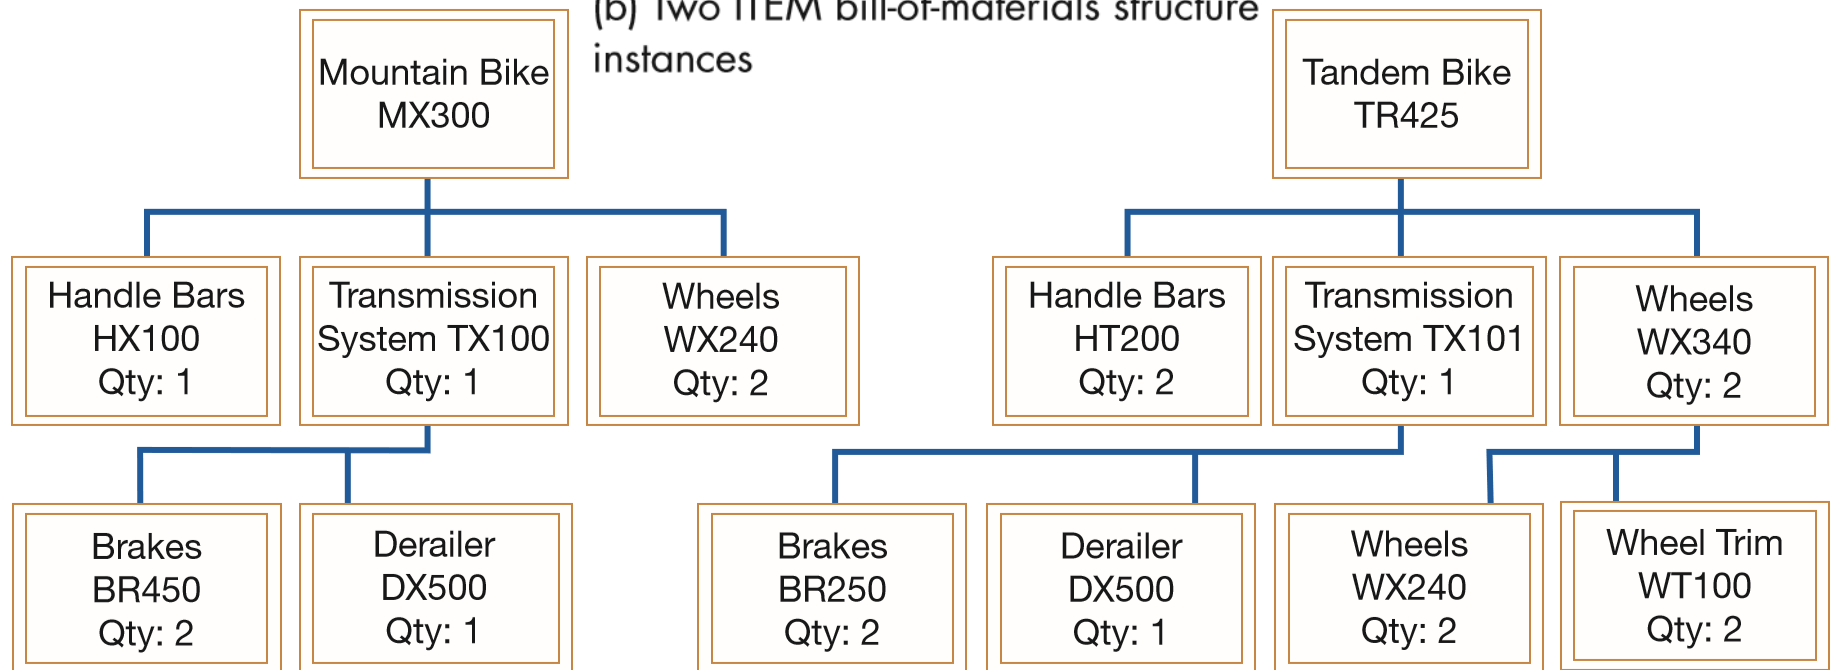 (b) Two ITEM bill-of-materials structure
instances
Mountain Bike
MX300
Tandem Bike
TR425
Handle Bars
HX100
Qty: 1
Transmission
System TX100
Qty: 1
Wheels
WX240
Qty: 2
Handle Bars
HT200
Qty: 2
Transmission
System TX101
Qty: 1
Wheels
WX340
Qty: 2
Brakes
BR450
Qty: 2
Derailer
DX500
Qty: 1
Brakes
BR250
Qty: 2
Derailer
DX500
Qty: 1
Wheels
WX240
Qty: 2
Wheel Trim
WT100
Qty: 2